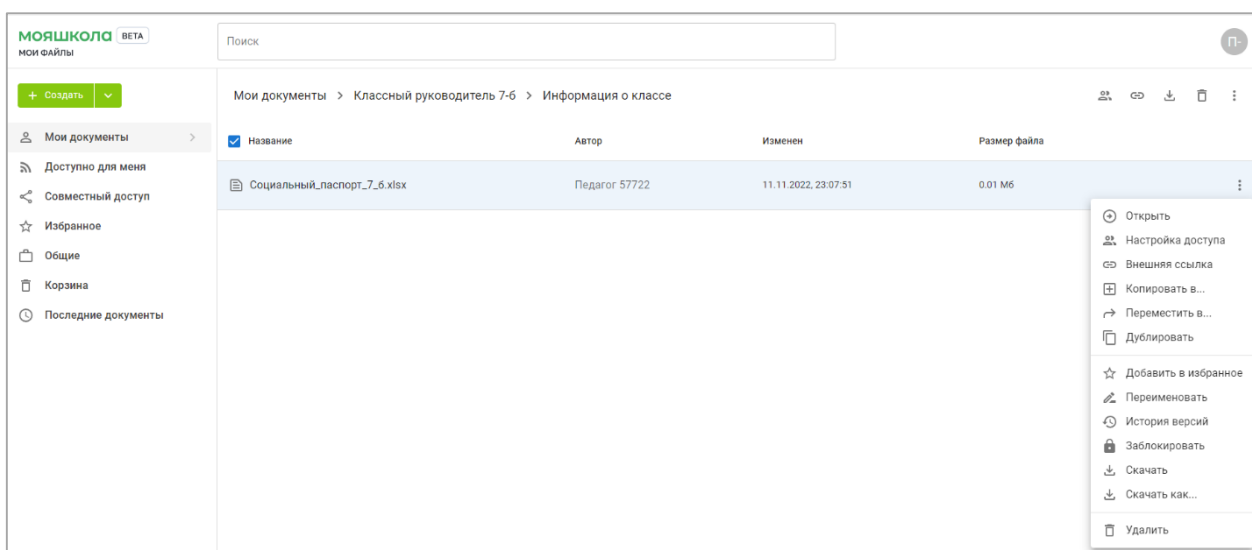 МОЯШКОЛА BETA
МОИ ФАЙЛЫ
Поиск
П-
+ Создать
Мои документы > Классный руководитель 7-б > Информация о классе
Мои документы
Доступно для меня
Совместный доступ
Избранное
Общие
Корзина
Последние документы
Название Автор Изменен Размер файла
Социальный_паспорт_7_б.xlsx Педагог 57722 11.11.2022, 23:07:51 0.01 Мб
Открыть
Настройка доступа
Внешняя ссылка
Копировать в...
Переместить в...
Дублировать
Добавить в избранное
Переименовать
История версий
Заблокировать
Скачать
Скачать как...
Удалить